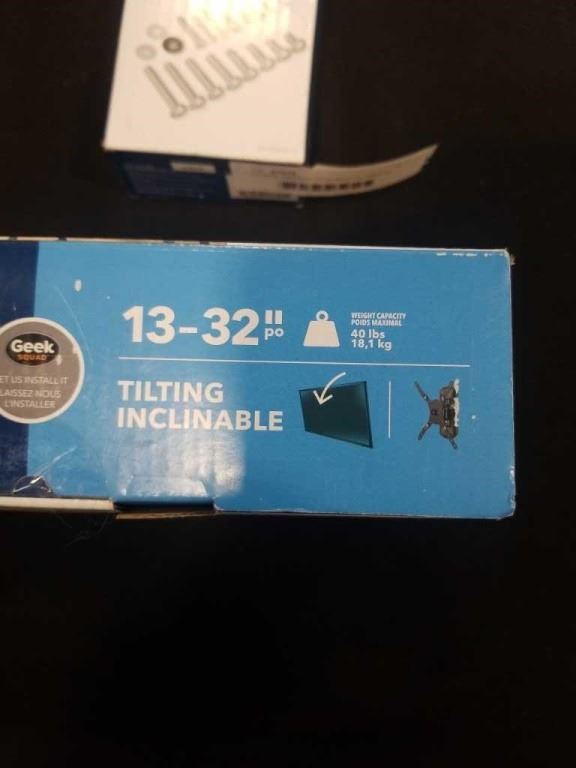 13-32"
po
WEIGHT CAPACITY
POIDS MAXIMAL
40 lbs
18,1 kg
Geek
SQUAD
ET US INSTALL IT
LAISSEZ NOUS
L'INSTALLER
TILTING
INCLINABLE